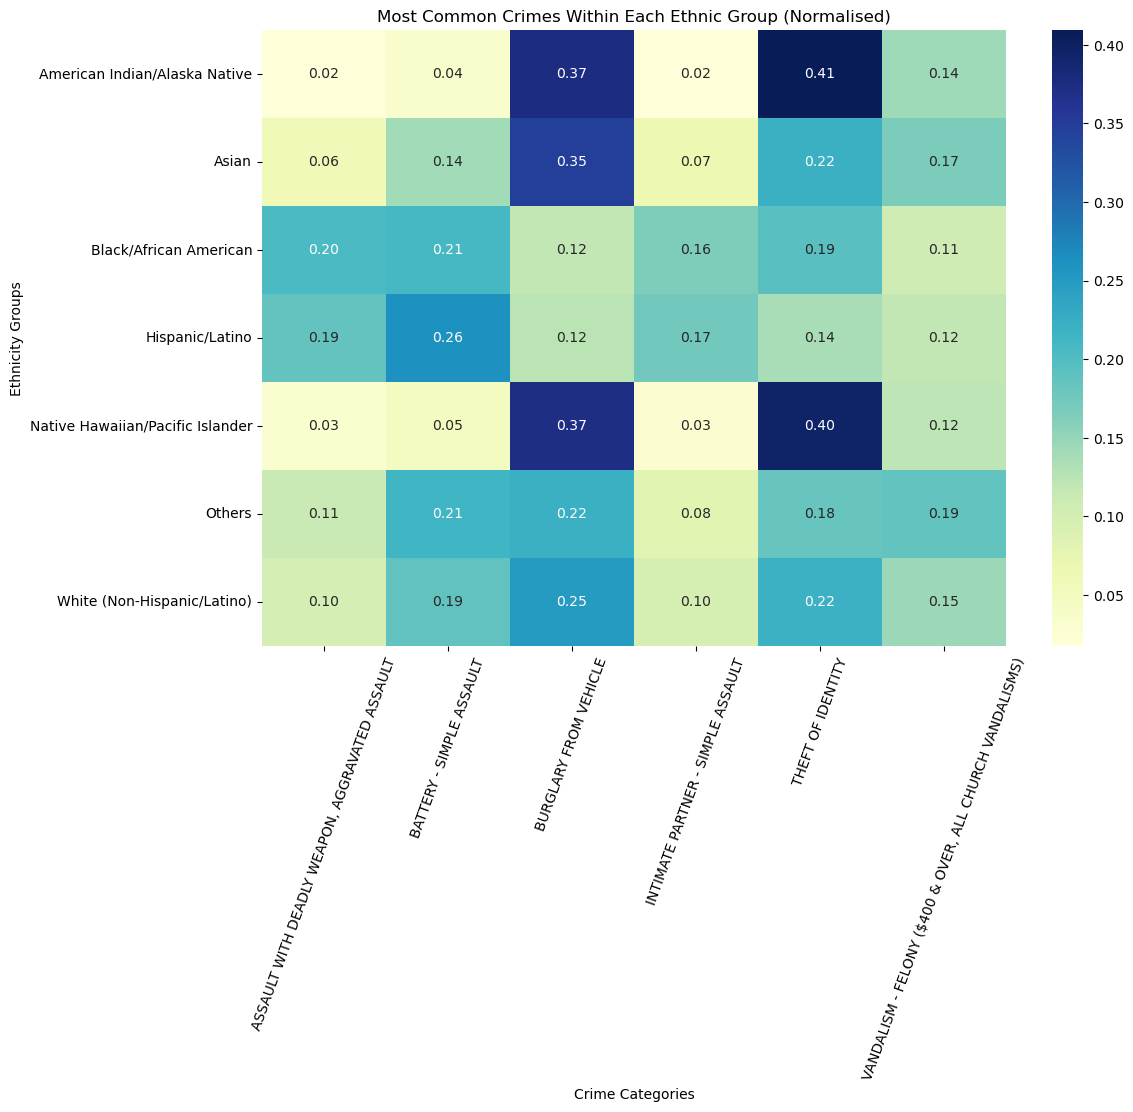 Most Common Crimes Within Each Ethnic Group (Normalised)
Ethnicity Groups
American Indian/Alaska Native 0.02 0.04 0.37 0.02 0.41 0.14
Asian 0.06 0.14 0.35 0.07 0.22 0.17
Black/African American 0.20 0.21 0.12 0.16 0.19 0.11
Hispanic/Latino 0.19 0.26 0.12 0.17 0.14 0.12
Native Hawaiian/Pacific Islander 0.03 0.05 0.37 0.03 0.40 0.12
Others 0.11 0.21 0.22 0.08 0.18 0.19
White (Non-Hispanic/Latino) 0.10 0.19 0.25 0.10 0.22 0.15
ASSAULT WITH DEADLY WEAPON, AGGRAVATED ASSAULT
BATTERY - SIMPLE ASSAULT
BURGLARY FROM VEHICLE
INTIMATE PARTNER - SIMPLE ASSAULT
THEFT OF IDENTITY
VANDALISM - FELONY ($400 & OVER, ALL CHURCH VANDALISMS)
Crime Categories
0.40
0.35
0.30
0.25
0.20
0.15
0.10
0.05